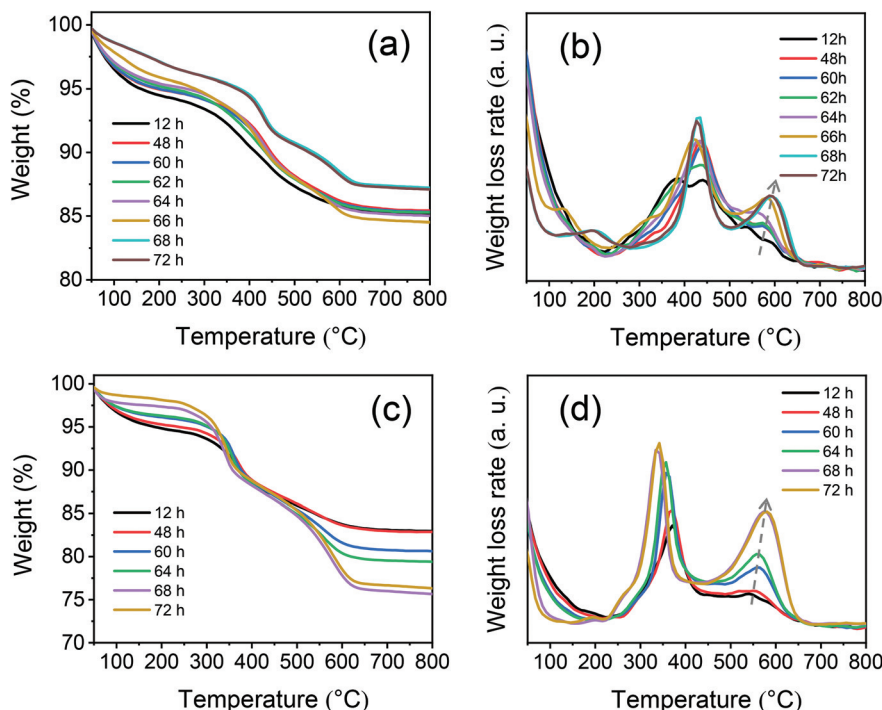 (a)
Weight (%)
100
95
90
85
80
12 h
48 h
60 h
62 h
64 h
66 h
68 h
72 h
100 200 300 400 500 600 700 800
Temperature (°C)
(b)
Weight loss rate (a. u.)
12h
48h
60h
62h
64h
66h
68h
72h
100 200 300 400 500 600 700 800
Temperature (°C)
(c)
Weight (%)
100
95
90
85
80
75
70
12 h
48 h
60 h
64 h
68 h
72 h
100 200 300 400 500 600 700 800
Temperature (°C)
(d)
Weight loss rate (a. u.)
12 h
48 h
60 h
64 h
68 h
72 h
100 200 300 400 500 600 700 800
Temperature (°C)